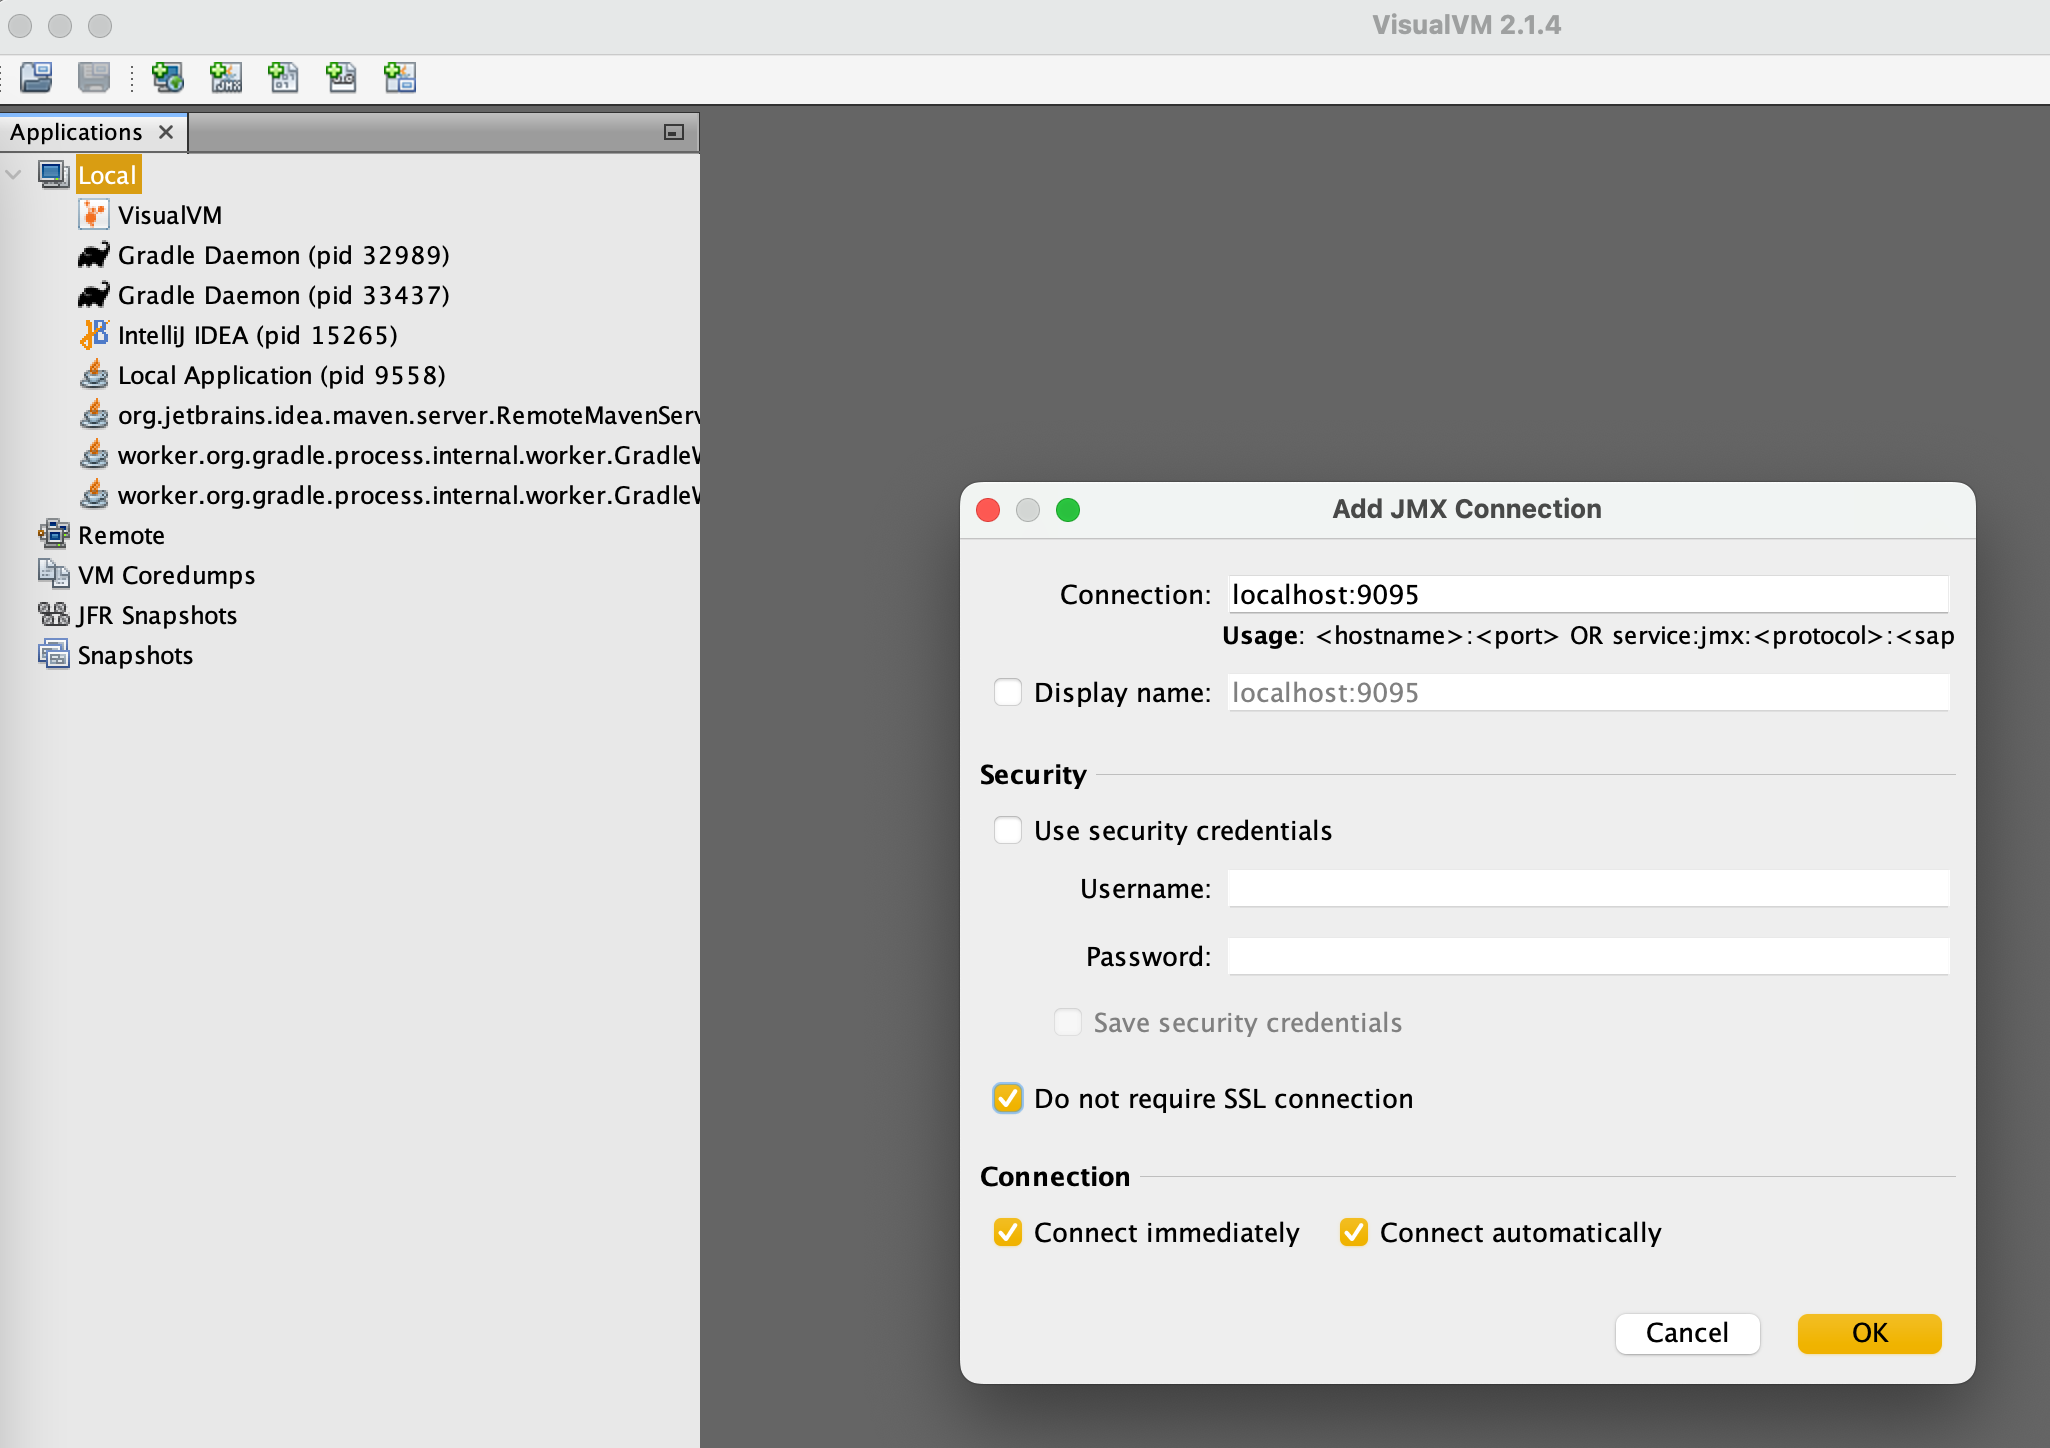 VisualVM 2.1.4
JMX
Applications
Local
VisualVM
Gradle Daemon (pid 32989)
Gradle Daemon (pid 33437)
IntelliJ IDEA (pid 15265)
Local Application (pid 9558)
org.jetbrains.idea.maven.server.RemoteMavenServ
worker.org.gradle.process.internal.worker.GradleW
worker.org.gradle.process.internal.worker.GradleW
Remote
VM Coredumps
JFR Snapshots
Snapshots
Add JMX Connection
Connection: localhost:9095
Usage: <hostname>:<port> OR service:jmx:<protocol>:<sap
Display name: localhost:9095
Security
Use security credentials
Username:
Password:
Save security credentials
Do not require SSL connection
Connection
Connect immediately Connect automatically
Cancel OK